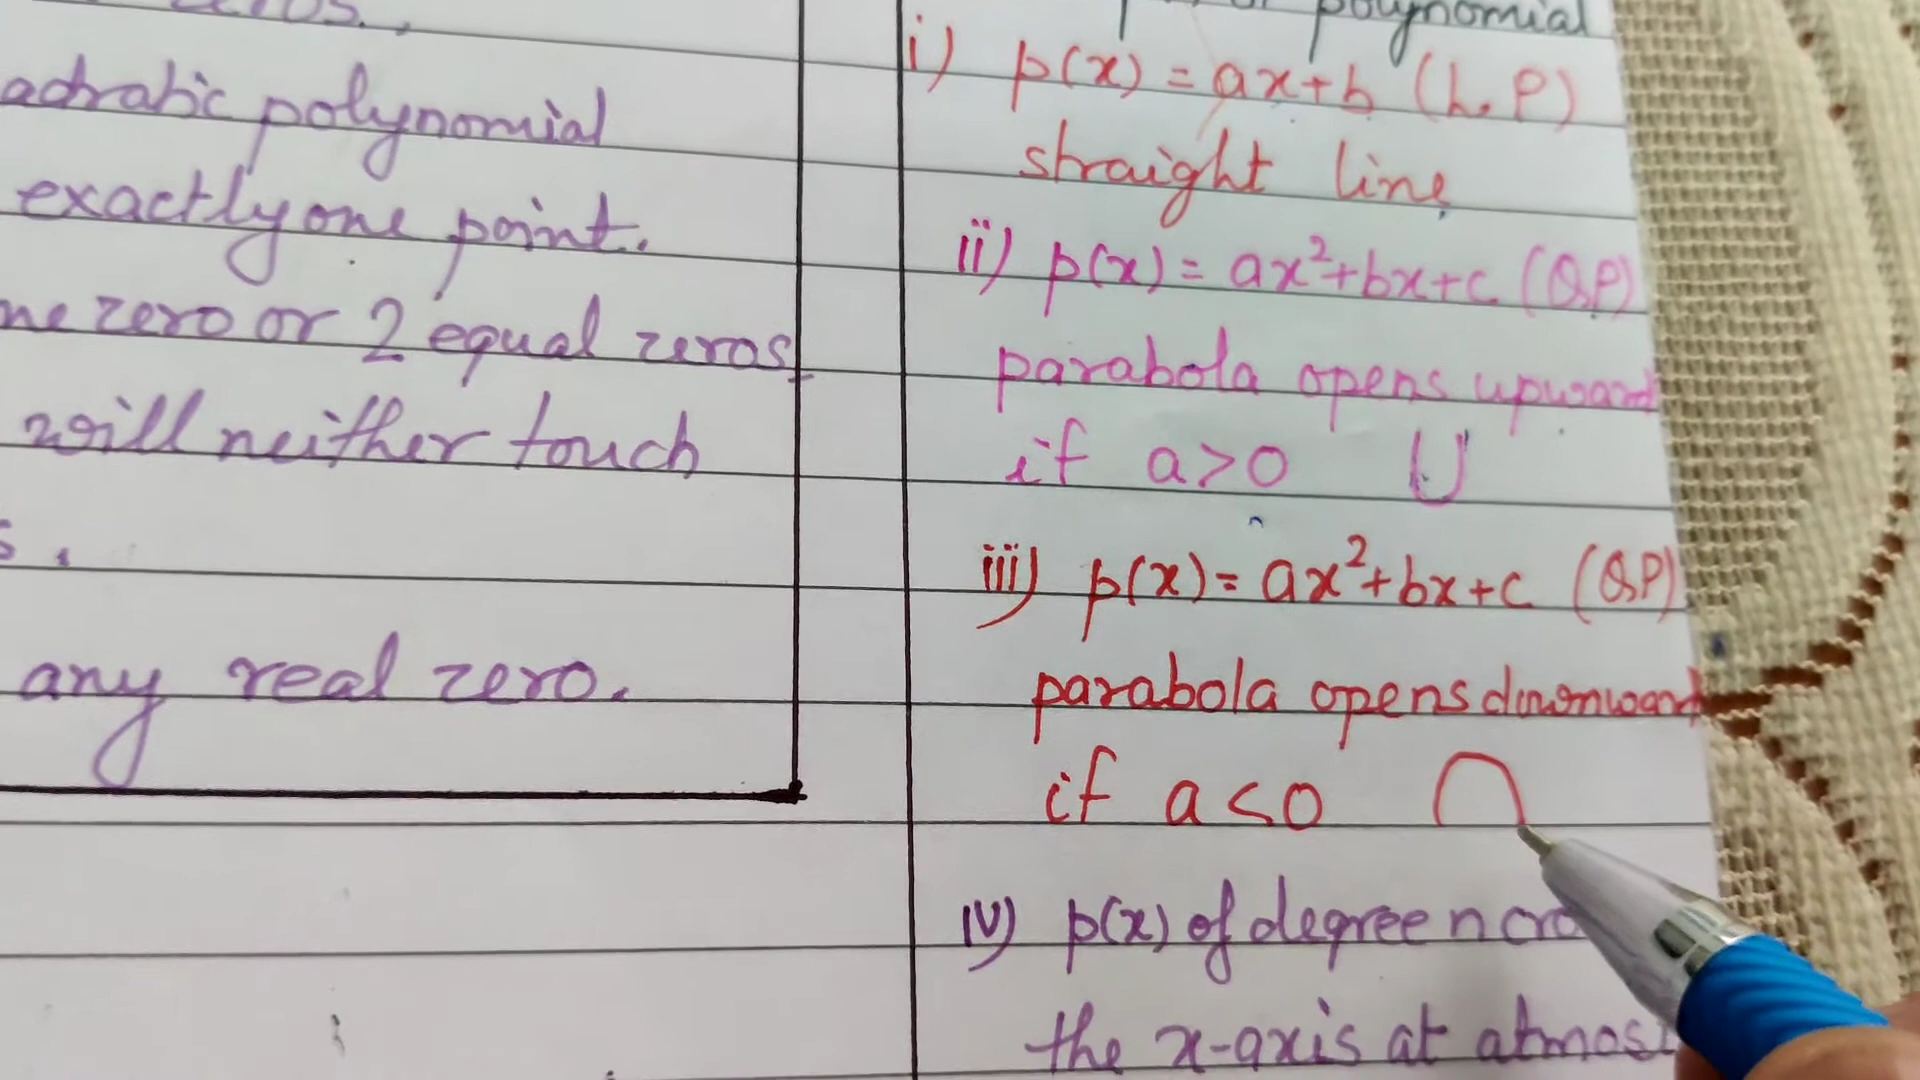 adratic polynomial
exactly one point.
zero or 2 equal zeros
will neither touch
any real zero.
polynomial
i) p(x) = ax+b (L.P)
straight line
ii) p(x) = ax²+bx+c (Q.P)
parabola opens upward
if a>0 U
iii) p(x) = ax²+bx+c (Q.P)
parabola opens downward
if a<0 ∩
iv) p(x) of degree n
the x-axis at atmost